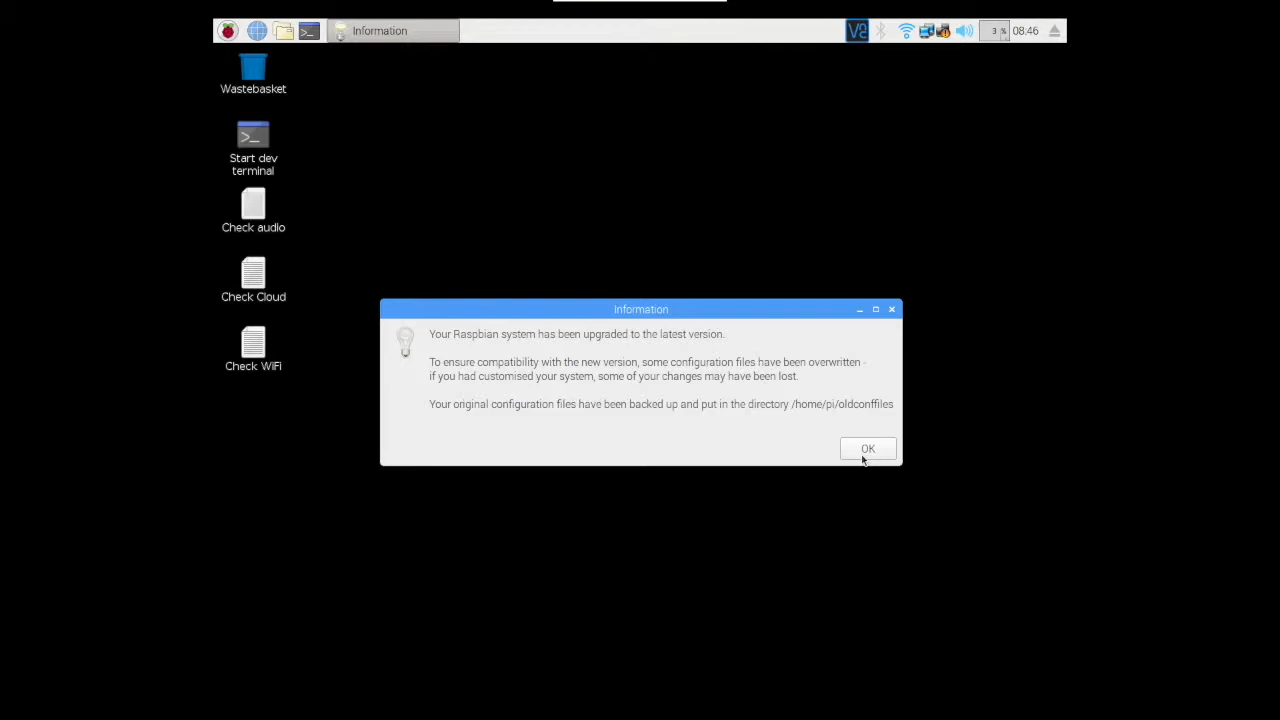 Information
3 %
08.46
Wastebasket
Start dev
terminal
Check audio
Check Cloud
Check WiFi
Information
Your Raspbian system has been upgraded to the latest version.
To ensure compatibility with the new version, some configuration files have been overwritten -
if you had customised your system, some of your changes may have been lost.
Your original configuration files have been backed up and put in the directory /home/pi/oldconffiles
OK